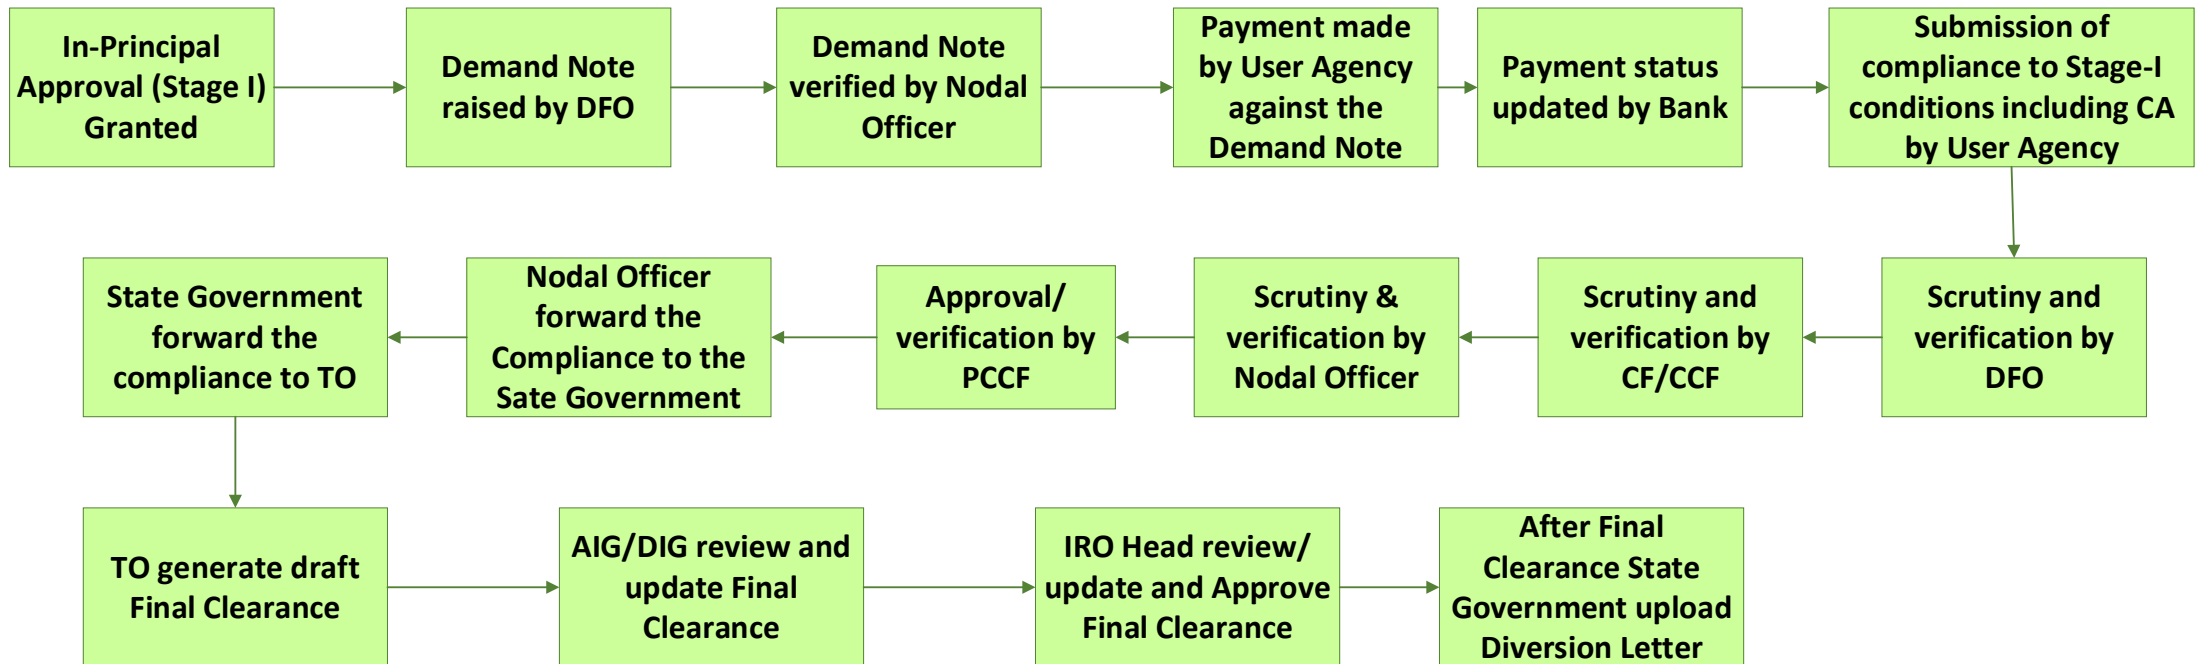 In-Principal
Approval (Stage I)
Granted
Demand Note
raised by DFO
Demand Note
verified by Nodal
Officer
Payment made
by User Agency
against the
Demand Note
Payment status
updated by Bank
Submission of
compliance to Stage-I
conditions including CA
by User Agency
Scrutiny and
verification by
DFO
Scrutiny and
verification by
CF/CCF
Scrutiny &
verification by
Nodal Officer
Approval/
verification by
PCCF
Nodal Officer
forward the
Compliance to the
Sate Government
State Government
forward the
compliance to TO
TO generate draft
Final Clearance
AIG/DIG review and
update Final
Clearance
IRO Head review/
update and Approve
Final Clearance
After Final
Clearance State
Government upload
Diversion Letter